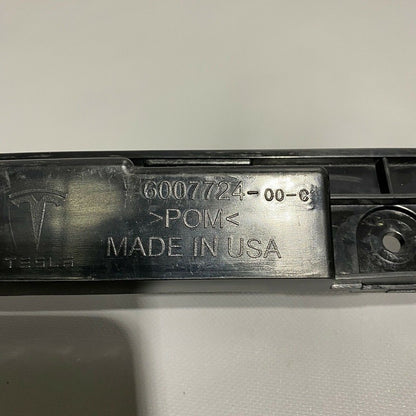 6007724-00-C
>POM<
MADE IN USA
TESLA